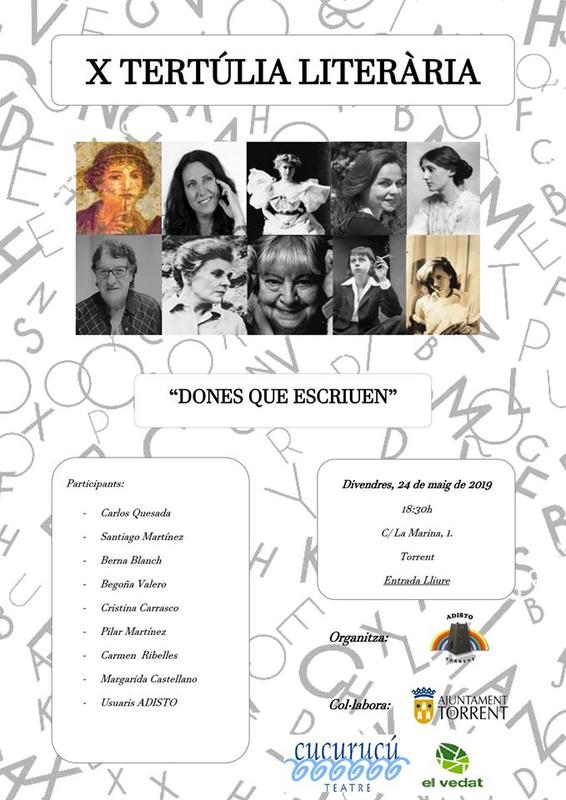 X TERTÚLIA LITERÀRIA
“DONES QUE ESCRIUEN”
Participants:
- Carlos Quesada
- Santiago Martínez
- Berna Blanch
- Begoña Valero
- Cristina Carrasco
- Pilar Martínez
- Carmen Ribelles
- Margarida Castellano
- Usuaris ADISTO
Divendres, 24 de maig de 2019
18:30h
C/ La Marina, 1.
Torrent
Entrada Lliure
Organitza:
ADISTO
TORRENT
Col·labora:
AJUNTAMENT
D TORRENT
cucurucú
TEATRE
el vedat